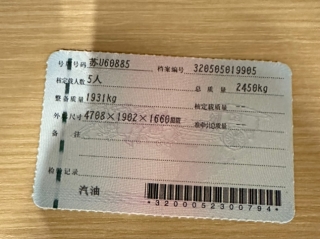 号牌号码 苏U60885 档案编号 320505019905
核定载人数 5人 总质量 2450kg
整备质量 1931kg 核定载质量 --
外廓尺寸 4708×1902×1660mm 准牵引总质量 --
备注
检验记录
汽油
*3200052300794*